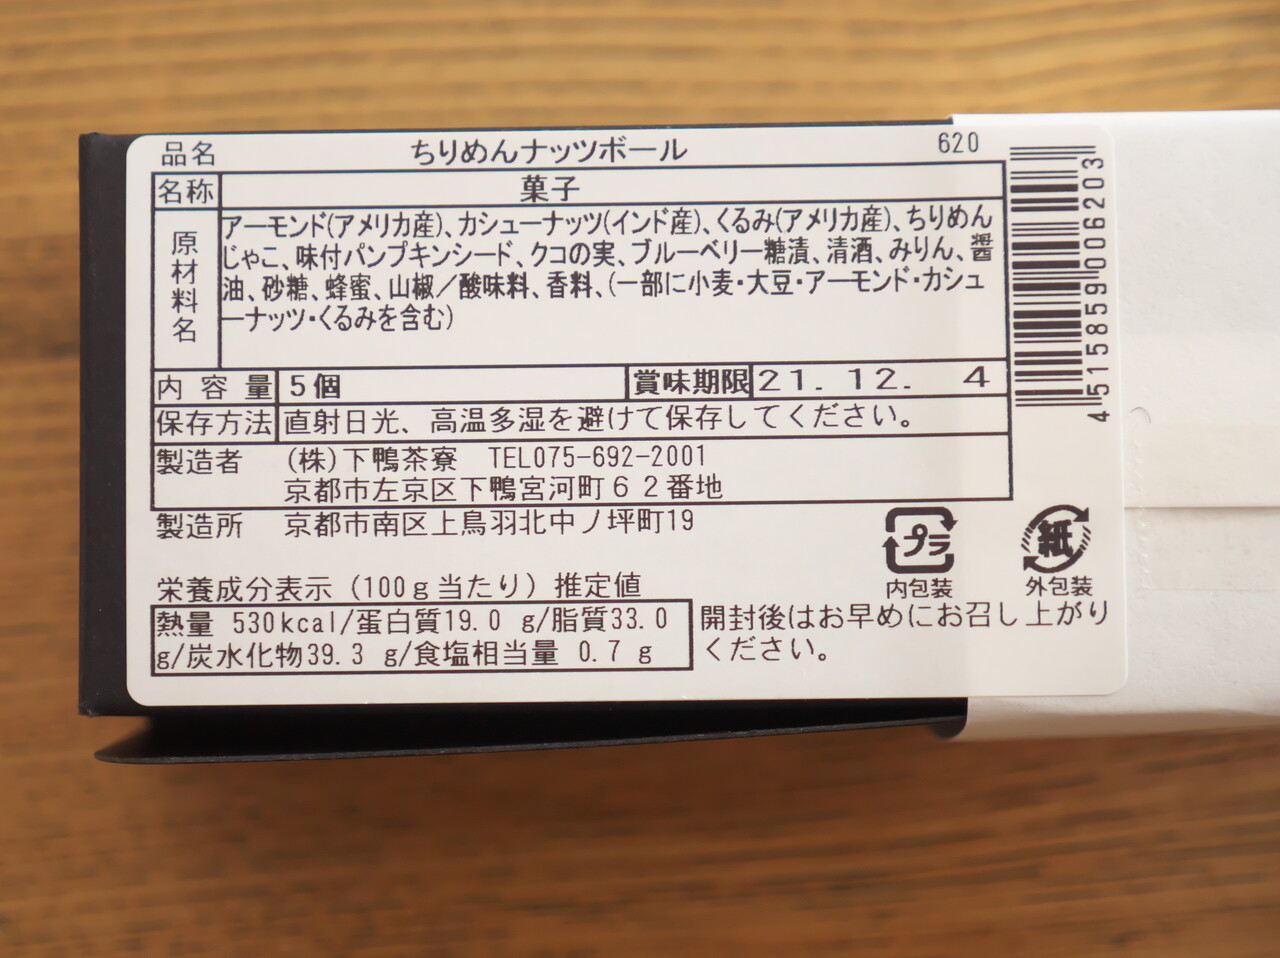 品名 ちりめんナッツボール 620
名称 菓子
原材料名
アーモンド(アメリカ産)、カシューナッツ(インド産)、くるみ(アメリカ産)、ちりめん
じゃこ、味付パンプキンシード、クコの実、ブルーベリー糖漬、清酒、みりん、醤
油、砂糖、蜂蜜、山椒／酸味料、香料、(一部に小麦・大豆・アーモンド・カシュ
ーナッツ・くるみを含む)
内容量 5個 賞味期限 21. 12. 4
保存方法 直射日光、高温多湿を避けて保存してください。
製造者 (株)下鴨茶寮 TEL075-692-2001
京都市左京区下鴨宮河町６２番地
製造所 京都市南区上鳥羽北中ノ坪町19
4515859006203
プラ
内包装
紙
外包装
栄養成分表示（100ｇ当たり）推定値
熱量 530kcal/蛋白質19.0 g/脂質33.0
g/炭水化物39.3 g/食塩相当量 0.7 g
開封後はお早めにお召し上がり
ください。